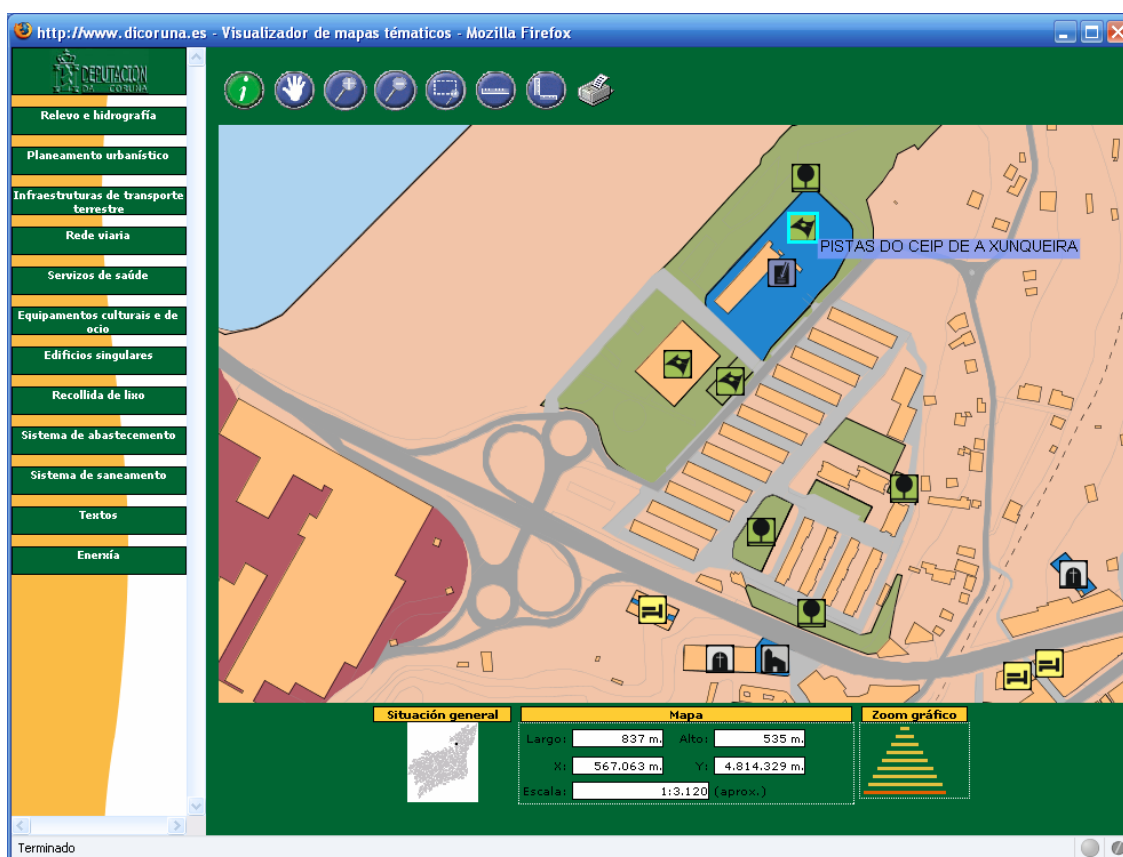 http://www.dicoruna.es - Visualizador de mapas tématicos - Mozilla Firefox
DEPUTACION
DA CORUÑA
Relevo e hidrografía
Planeamento urbanístico
Infraestruturas de transporte
terrestre
Rede viaria
Servizos de saúde
Equipamentos culturais e de
ocio
Edificios singulares
Recollida de lixo
Sistema de abastecemento
Sistema de saneamento
Textos
Enerxía
PISTAS DO CEIP DE A XUNQUEIRA
Situación general
Mapa
Zoom gráfico
Largo: 837 m. Alto: 535 m.
X: 567.063 m. Y: 4.814.329 m.
Escala: 1:3.120 (aprox.)
Terminado